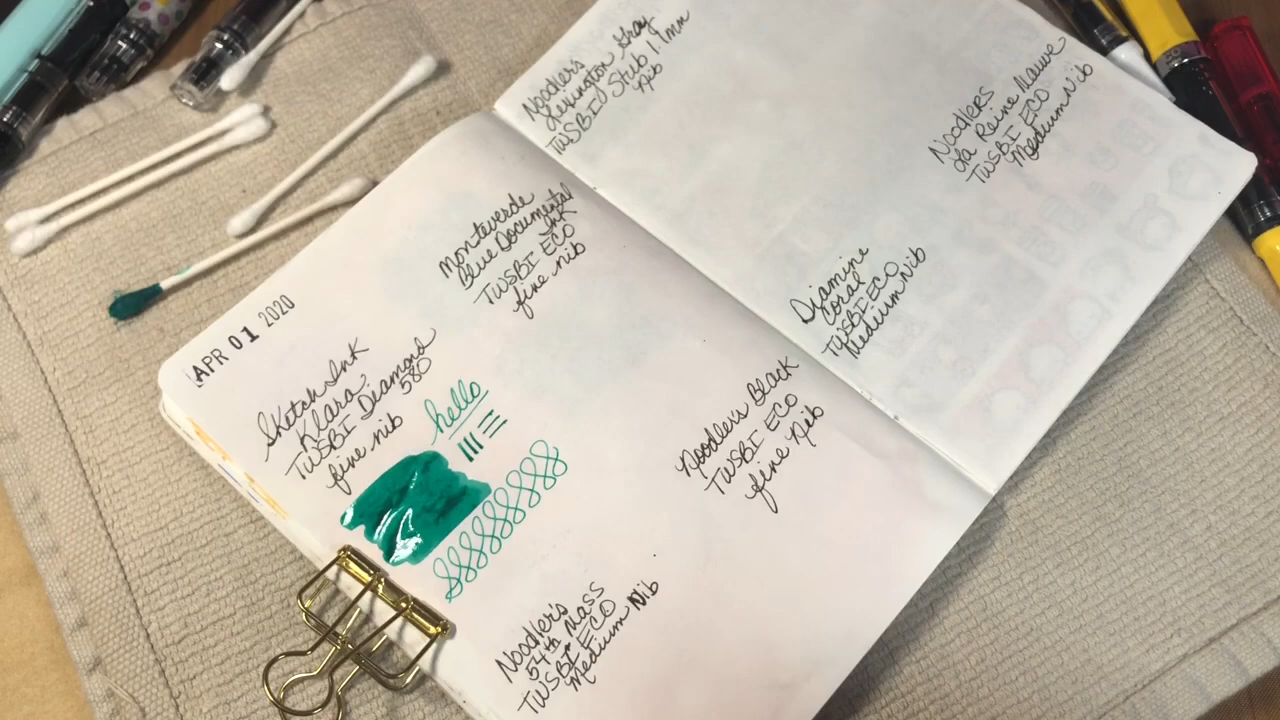 APR 01 2020
Sketch Ink
Klara
TWSBI Diamond
580
fine nib
hello
Monteverde
Blue Documental
Ink
TWSBI ECO
fine nib
Noodler's
54th Mass
TWSBI ECO
Medium Nib
Noodler's Black
TWSBI ECO
fine Nib
Noodler's
Lexington Gray
TWSBI Stub 1.1mm
Nib
Diamine
Coral
TWSBI ECO
Medium Nib
Noodlers
La Reine Mauve
TWSBI ECO
Medium Nib